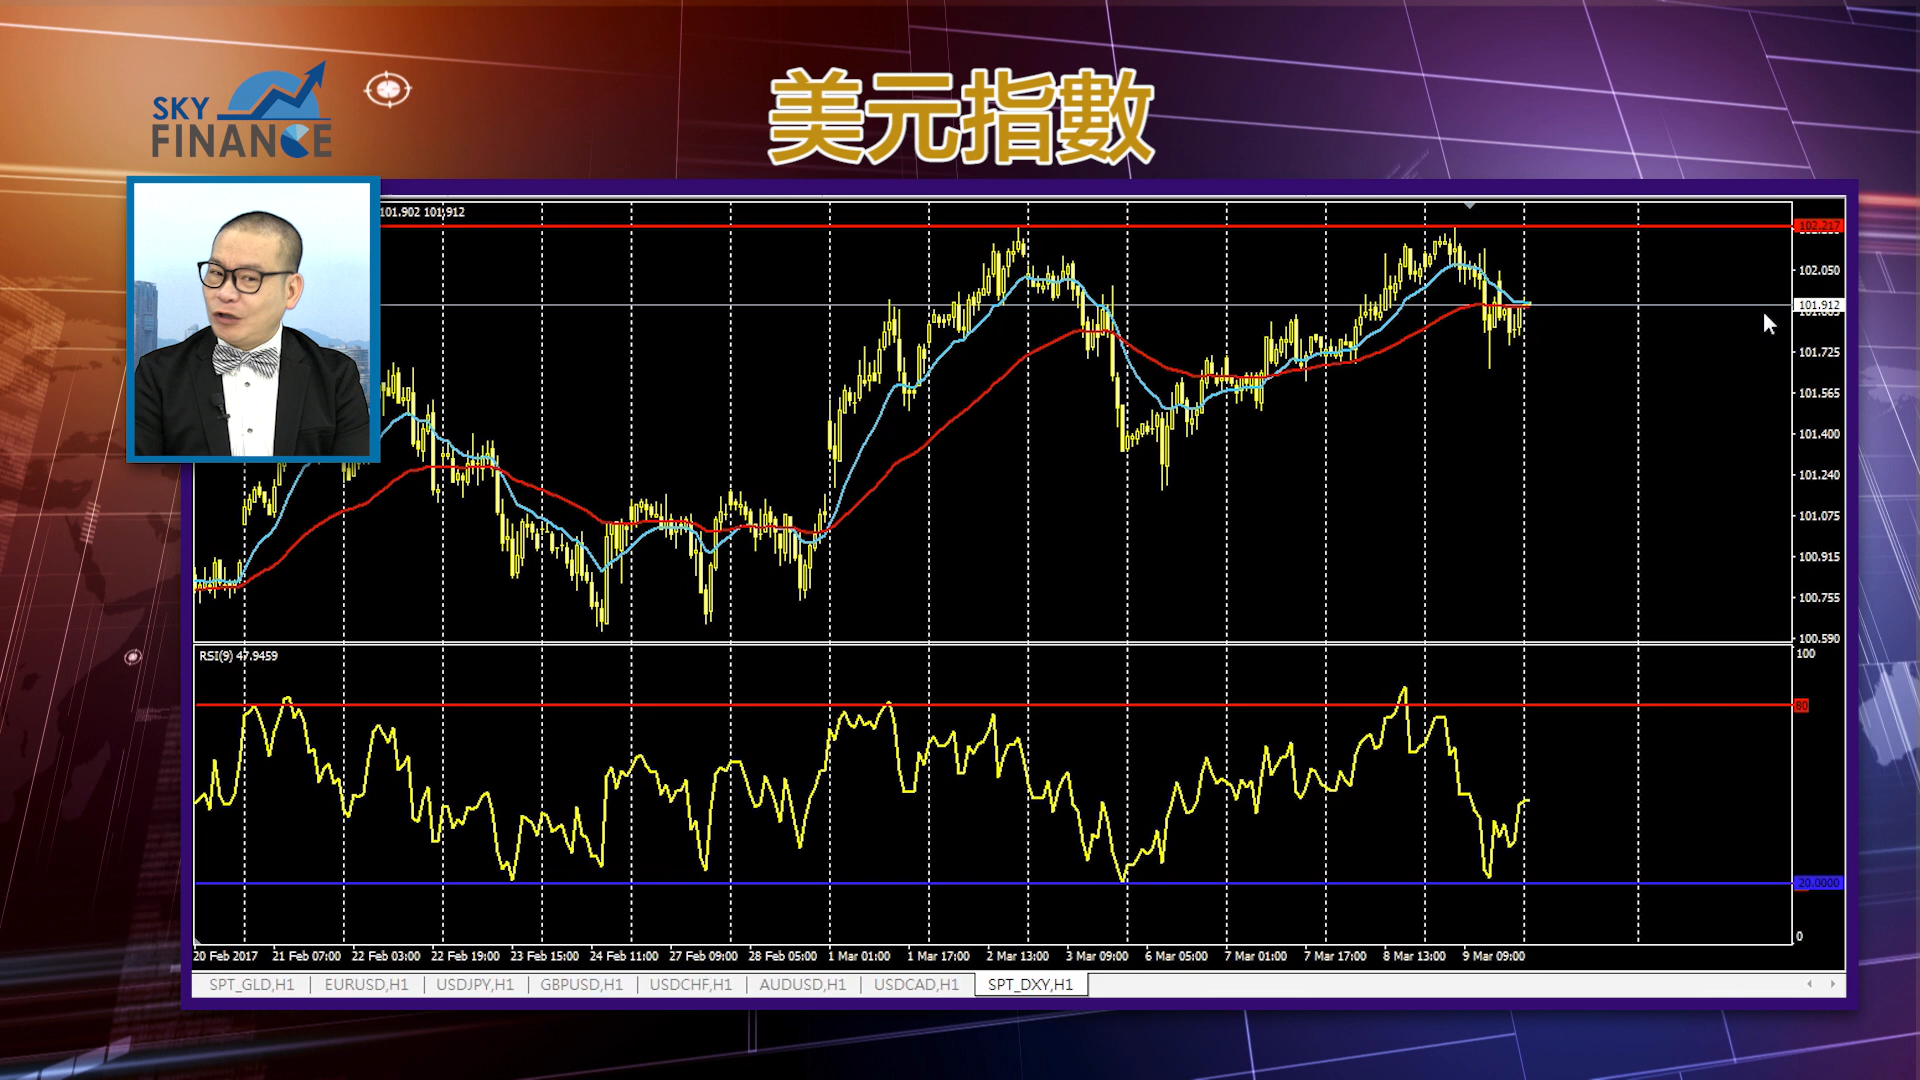 SKY
FINANCE
美元指數
101.902 101.912
102.217
102.050
101.912
101.725
101.565
101.400
101.240
101.075
100.915
100.755
100.590
RSI(9) 47.9459
100
80
20.0000
0
20 Feb 2017 21 Feb 07:00 22 Feb 03:00 22 Feb 19:00 23 Feb 15:00 24 Feb 11:00 27 Feb 09:00 28 Feb 05:00 1 Mar 01:00 1 Mar 17:00 2 Mar 13:00 3 Mar 09:00 6 Mar 05:00 7 Mar 01:00 7 Mar 17:00 8 Mar 13:00 9 Mar 09:00
SPT_GLD,H1 EURUSD,H1 USDJPY,H1 GBPUSD,H1 USDCHF,H1 AUDUSD,H1 USDCAD,H1 SPT_DXY,H1